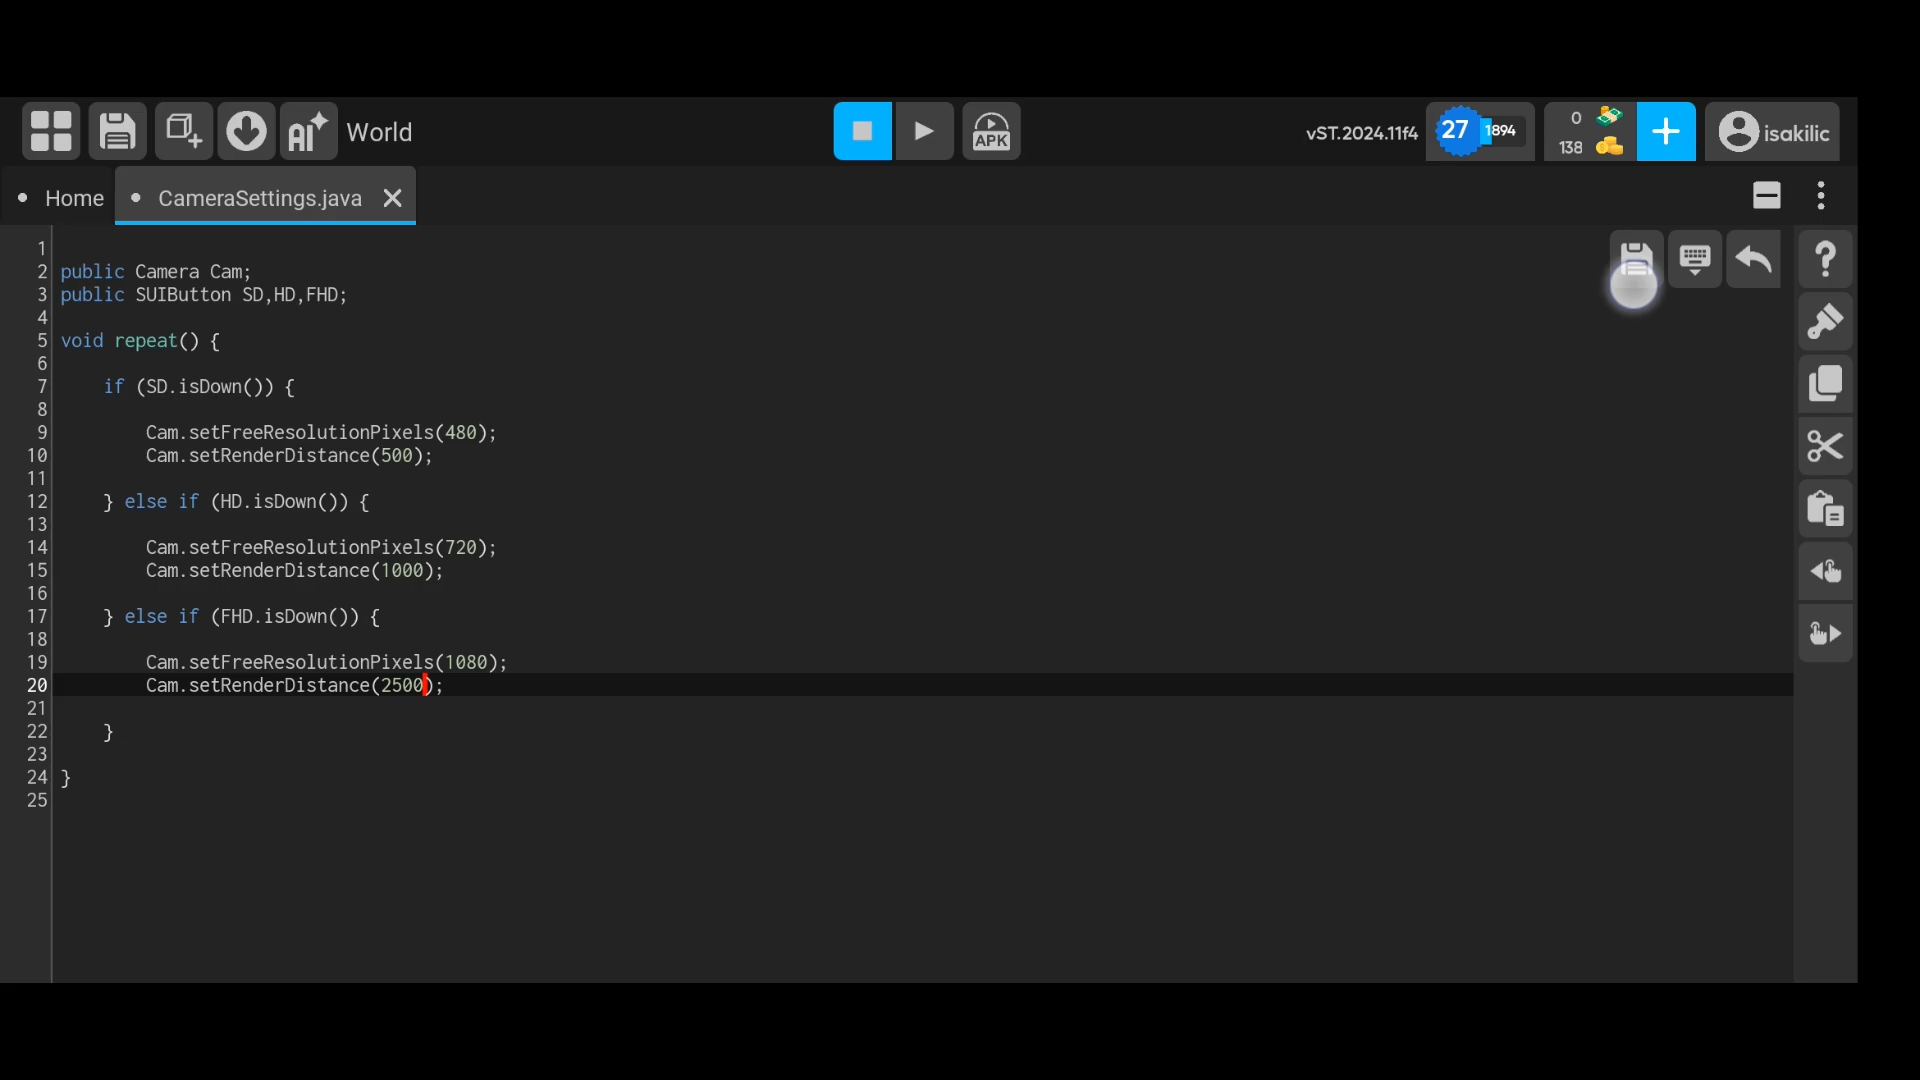 AI World
APK
vST.2024.11f4
27 1894
0
138
isakilic
Home
CameraSettings.java
1
2 public Camera Cam;
3 public SUIButton SD,HD,FHD;
4
5 void repeat() {
6
7     if (SD.isDown()) {
8
9         Cam.setFreeResolutionPixels(480);
10         Cam.setRenderDistance(500);
11
12     } else if (HD.isDown()) {
13
14         Cam.setFreeResolutionPixels(720);
15         Cam.setRenderDistance(1000);
16
17     } else if (FHD.isDown()) {
18
19         Cam.setFreeResolutionPixels(1080);
20         Cam.setRenderDistance(2500);
21
22     }
23
24 }
25